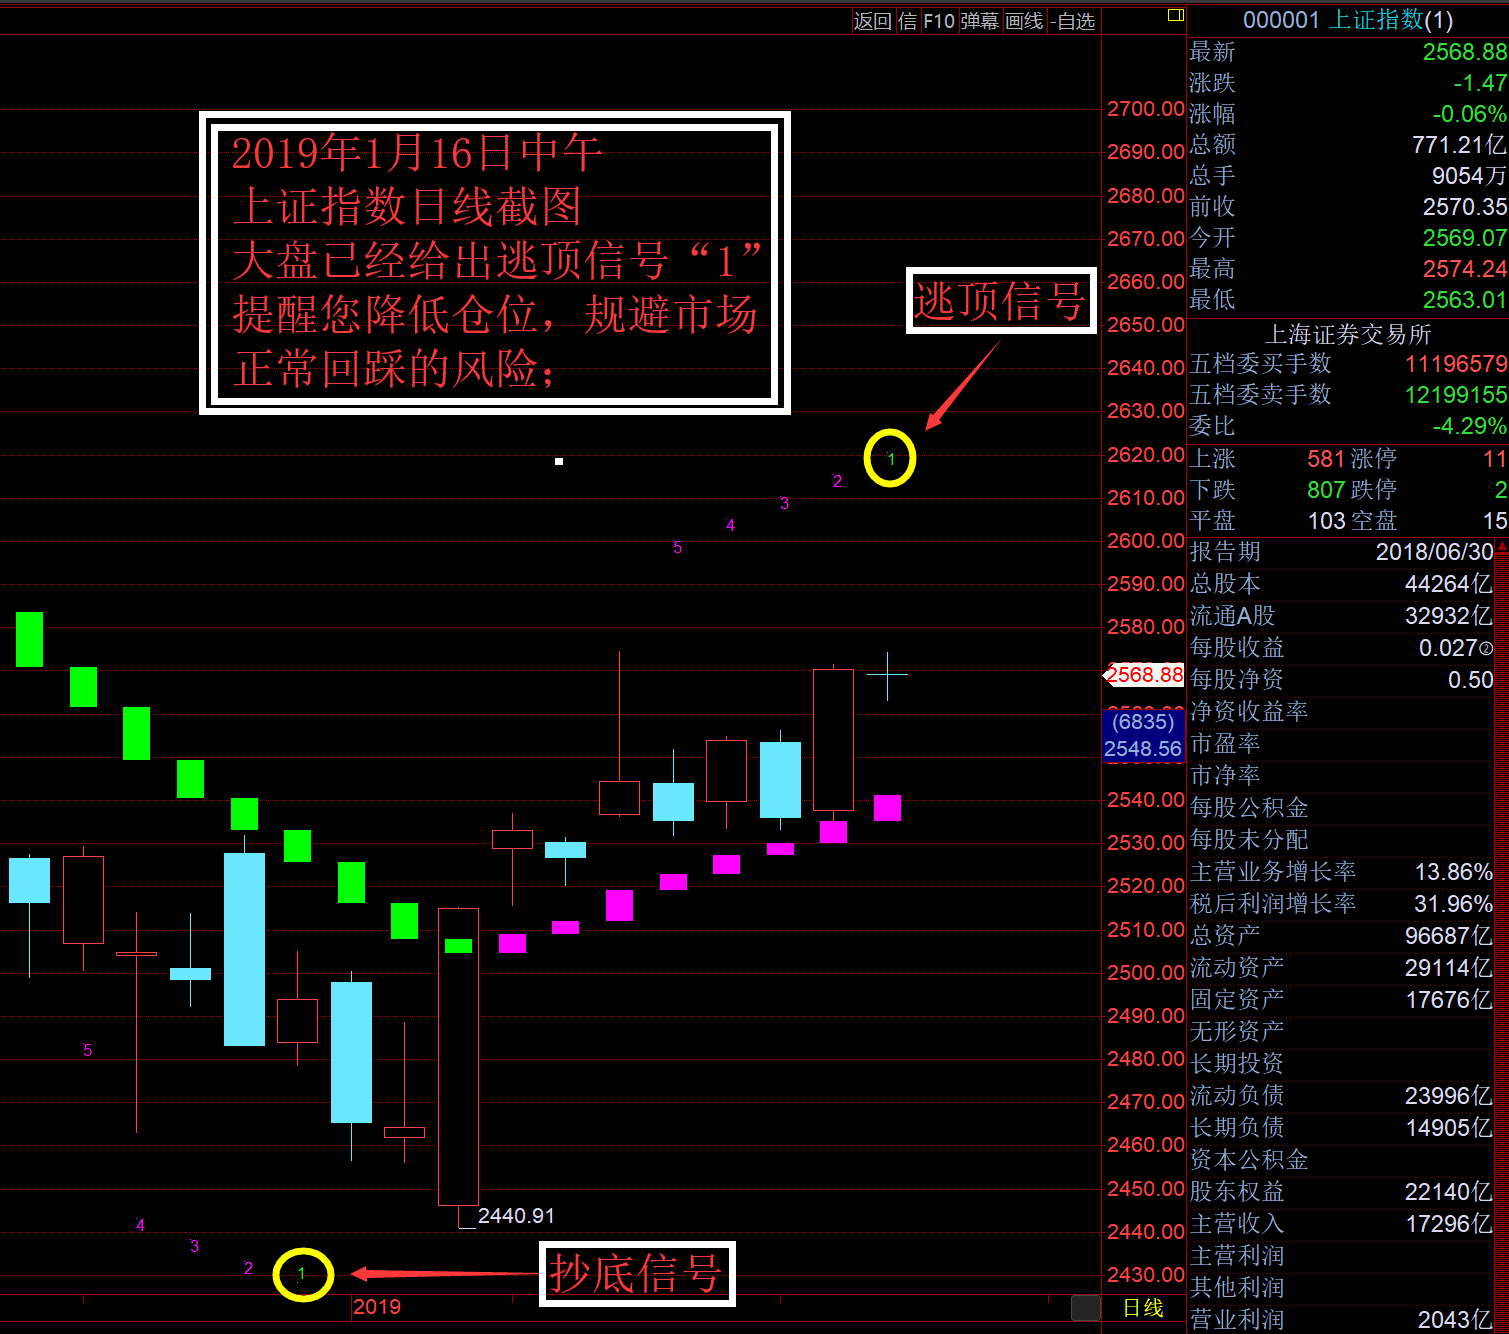 返回 信 F10 弹幕 画线 -自选
000001 上证指数(1)
最新 2568.88
涨跌 -1.47
涨幅 -0.06%
总额 771.21亿
总手 9054万
前收 2570.35
今开 2569.07
最高 2574.24
最低 2563.01
上海证券交易所
五档委买手数 11196579
五档委卖手数 12199155
委比 -4.29%
上涨 581 涨停 11
下跌 807 跌停 2
平盘 103 空盘 15
报告期 2018/06/30
总股本 44264亿
流通A股 32932亿
每股收益 0.027②
每股净资 0.50
净资收益率
市盈率
市净率
每股公积金
每股未分配
主营业务增长率 13.86%
税后利润增长率 31.96%
总资产 96687亿
流动资产 29114亿
固定资产 17676亿
无形资产
长期投资
流动负债 23996亿
长期负债 14905亿
资本公积金
股东权益 22140亿
主营收入 17296亿
主营利润
其他利润
营业利润 2043亿
2019年1月16日中午
上证指数日线截图
大盘已经给出逃顶信号“1”
提醒您降低仓位，规避市场
正常回踩的风险；
逃顶信号
1
2
3
4
5
2700.00
2690.00
2680.00
2670.00
2660.00
2650.00
2640.00
2630.00
2620.00
2610.00
2600.00
2590.00
2580.00
2568.88
(6835)
2548.56
2540.00
2530.00
2520.00
2510.00
2500.00
2490.00
2480.00
2470.00
2460.00
2450.00
2440.00
2430.00
5
4
3
2
1
2440.91
抄底信号
2019
日线